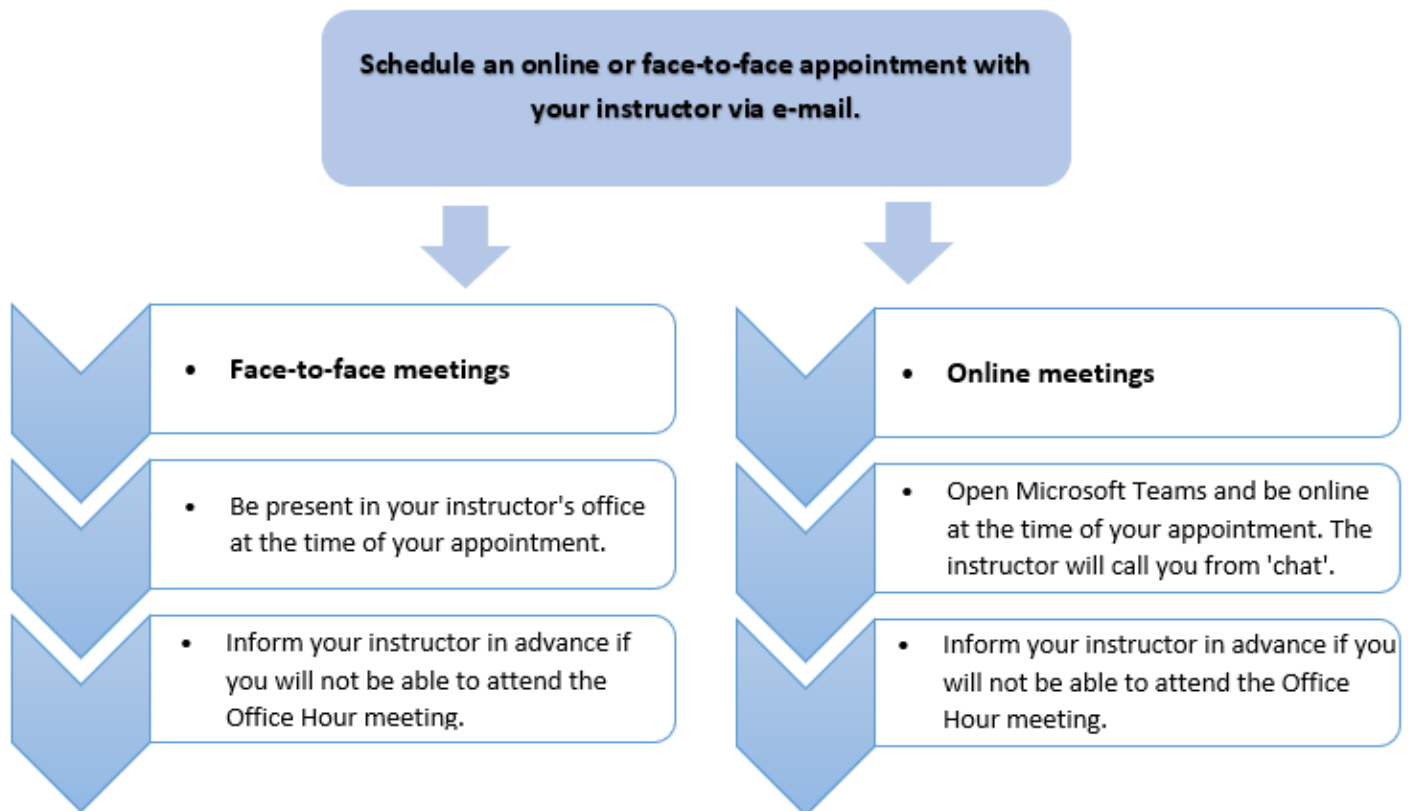 Schedule an online or face-to-face appointment with
your instructor via e-mail.
• Face-to-face meetings
• Be present in your instructor's office
at the time of your appointment.
• Inform your instructor in advance if
you will not be able to attend the
Office Hour meeting.
• Online meetings
• Open Microsoft Teams and be online
at the time of your appointment. The
instructor will call you from 'chat'.
• Inform your instructor in advance if you
will not be able to attend the Office
Hour meeting.